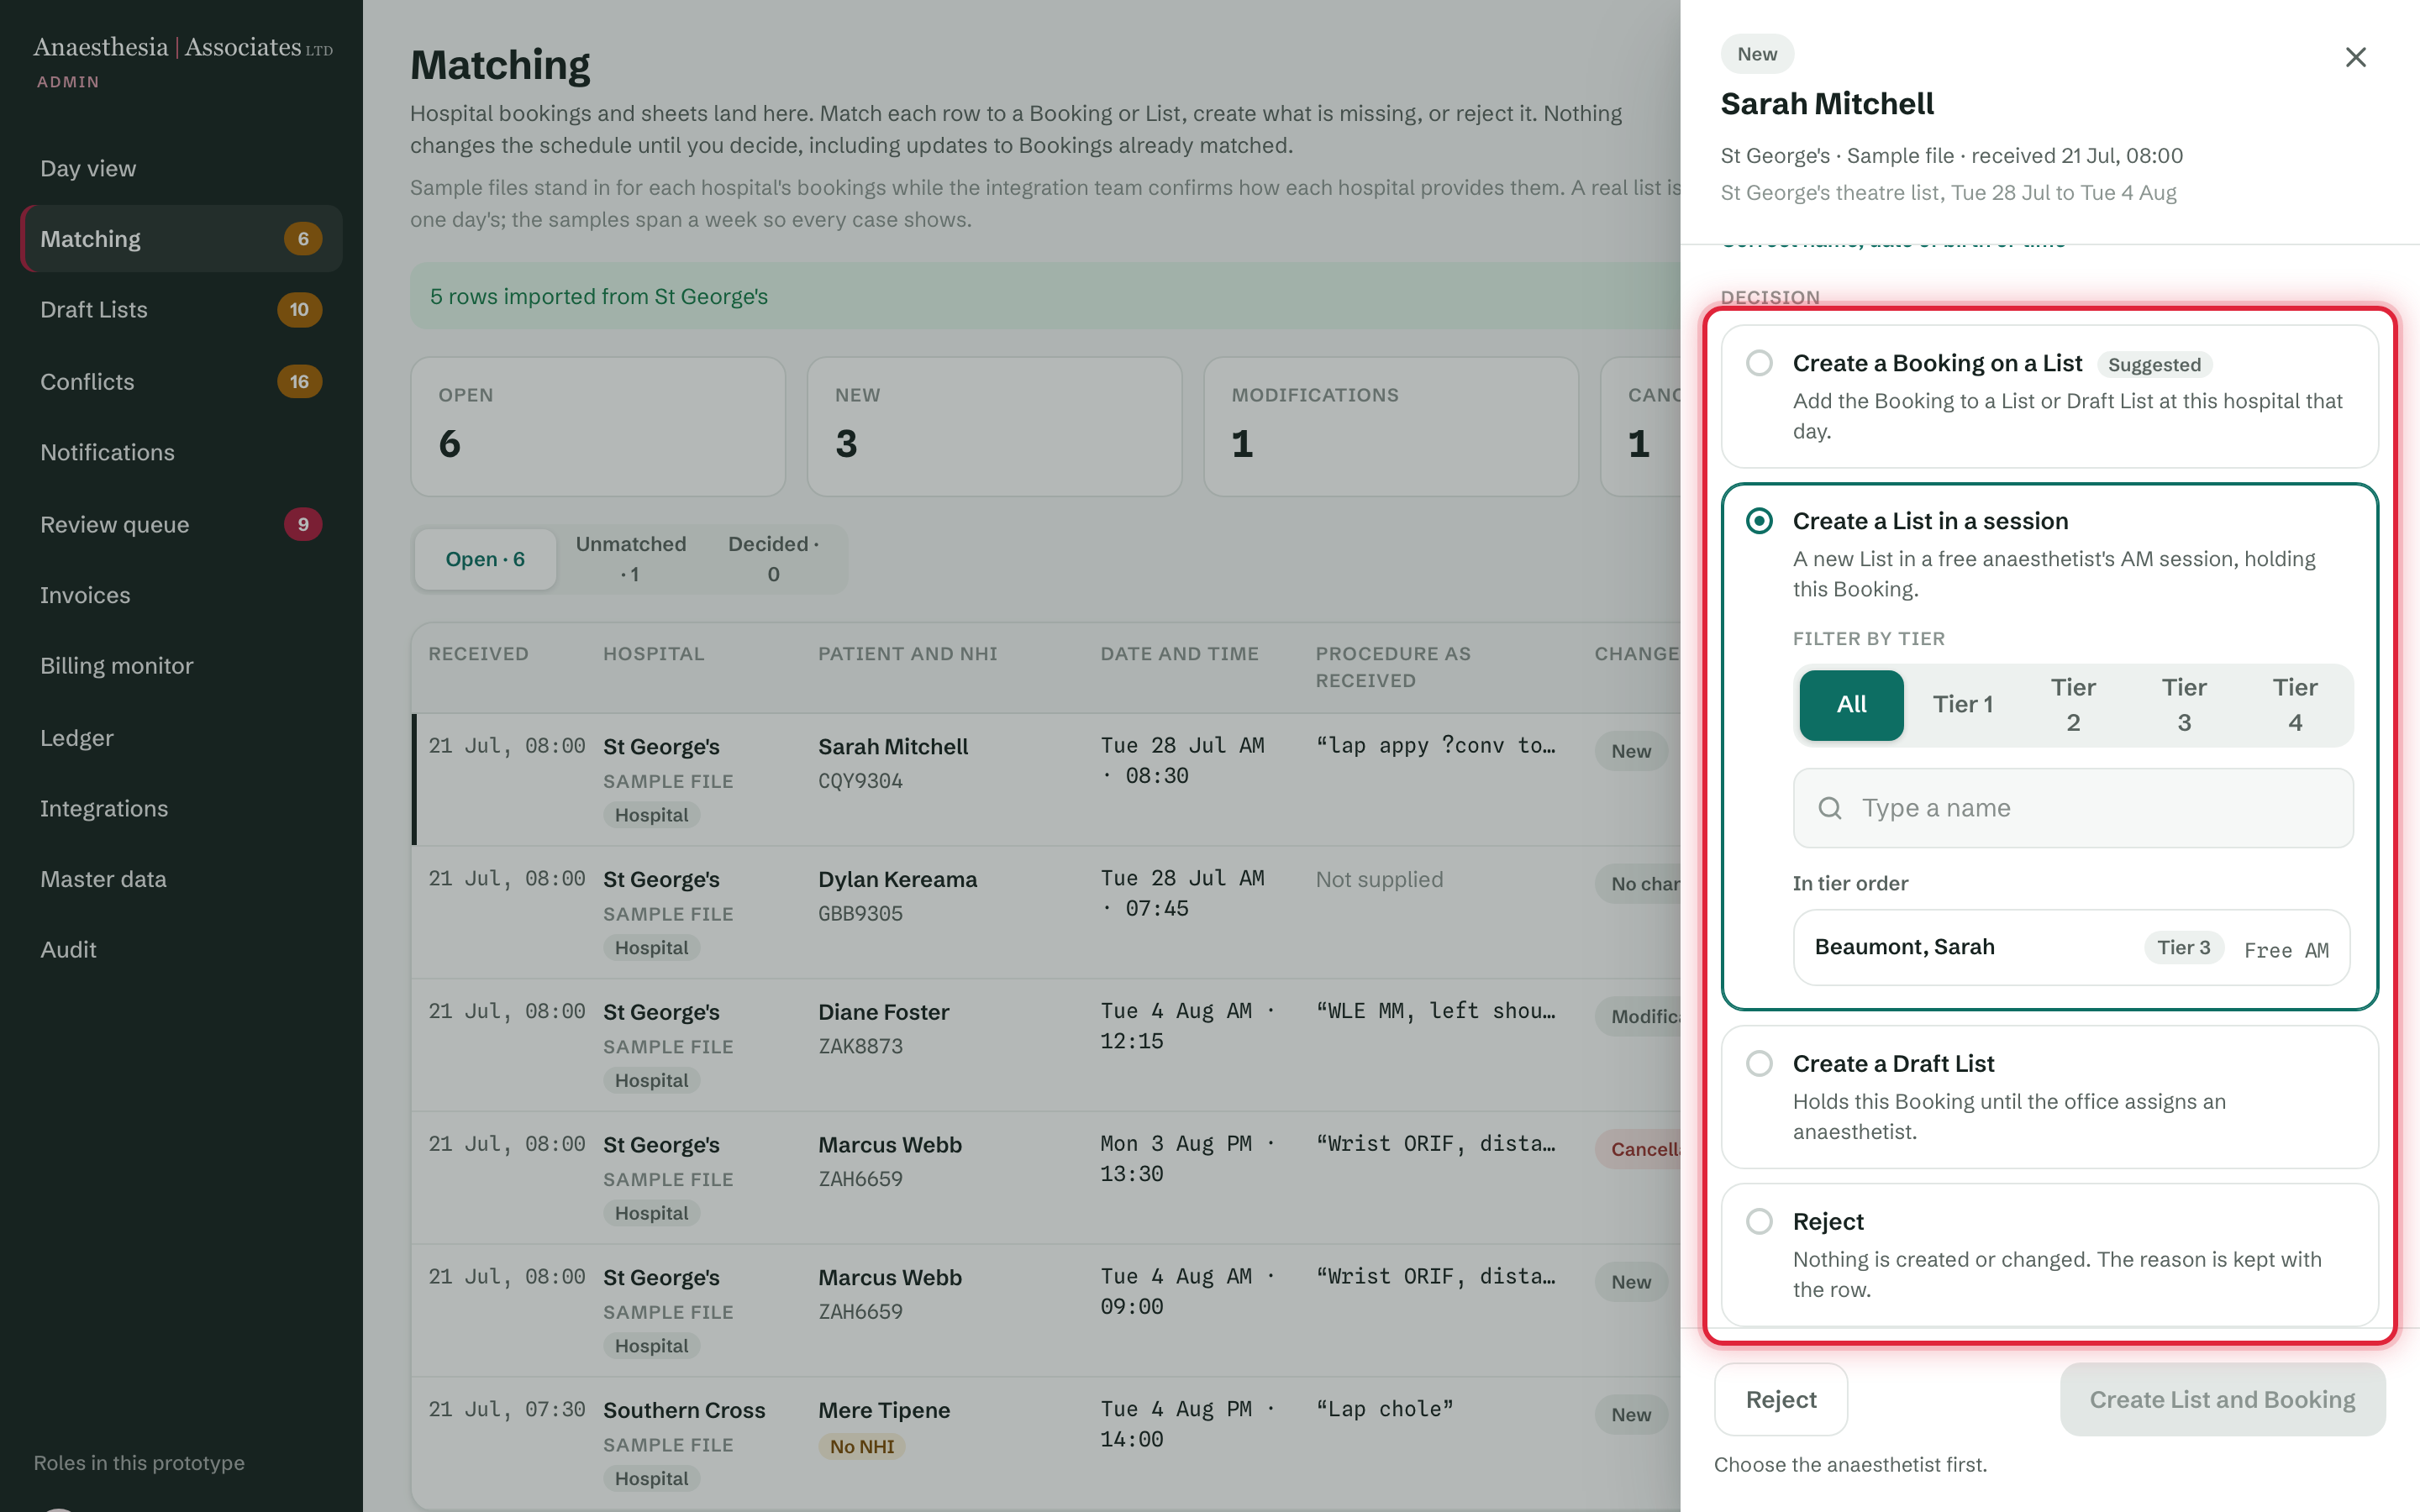 Anaesthesia | Associates LTD
ADMIN
Day view
Matching 6
Draft Lists 10
Conflicts 16
Notifications
Review queue 9
Invoices
Billing monitor
Ledger
Integrations
Master data
Audit
Roles in this prototype
Matching
Hospital bookings and sheets land here. Match each row to a Booking or List, create what is missing, or reject it. Nothing
changes the schedule until you decide, including updates to Bookings already matched.
Sample files stand in for each hospital's bookings while the integration team confirms how each hospital provides them. A real list is
one day's; the samples span a week so every case shows.
5 rows imported from St George's
OPEN
6
NEW
3
MODIFICATIONS
1
CANC
1
Open · 6
Unmatched
· 1
Decided ·
0
RECEIVED HOSPITAL PATIENT AND NHI DATE AND TIME PROCEDURE AS CHANGE
RECEIVED
21 Jul, 08:00 St George's Sarah Mitchell Tue 28 Jul AM “lap appy ?conv to… New
SAMPLE FILE CQY9304 · 08:30
Hospital
21 Jul, 08:00 St George's Dylan Kereama Tue 28 Jul AM Not supplied No char
SAMPLE FILE GBB9305 · 07:45
Hospital
21 Jul, 08:00 St George's Diane Foster Tue 4 Aug AM · “WLE MM, left shou… Modifica
SAMPLE FILE ZAK8873 12:15
Hospital
21 Jul, 08:00 St George's Marcus Webb Mon 3 Aug PM · “Wrist ORIF, dista… Cancella
SAMPLE FILE ZAH6659 13:30
Hospital
21 Jul, 08:00 St George's Marcus Webb Tue 4 Aug AM · “Wrist ORIF, dista… New
SAMPLE FILE ZAH6659 09:00
Hospital
21 Jul, 07:30 Southern Cross Mere Tipene Tue 4 Aug PM · “Lap chole” New
SAMPLE FILE No NHI 14:00
Hospital
New
Sarah Mitchell
St George's · Sample file · received 21 Jul, 08:00
St George's theatre list, Tue 28 Jul to Tue 4 Aug
Correct name, date of birth or time
DECISION
Create a Booking on a List Suggested
Add the Booking to a List or Draft List at this hospital that
day.
Create a List in a session
A new List in a free anaesthetist's AM session, holding
this Booking.
FILTER BY TIER
All
Tier 1
Tier
2
Tier
3
Tier
4
Type a name
In tier order
Beaumont, Sarah Tier 3 Free AM
Create a Draft List
Holds this Booking until the office assigns an
anaesthetist.
Reject
Nothing is created or changed. The reason is kept with
the row.
Reject
Create List and Booking
Choose the anaesthetist first.